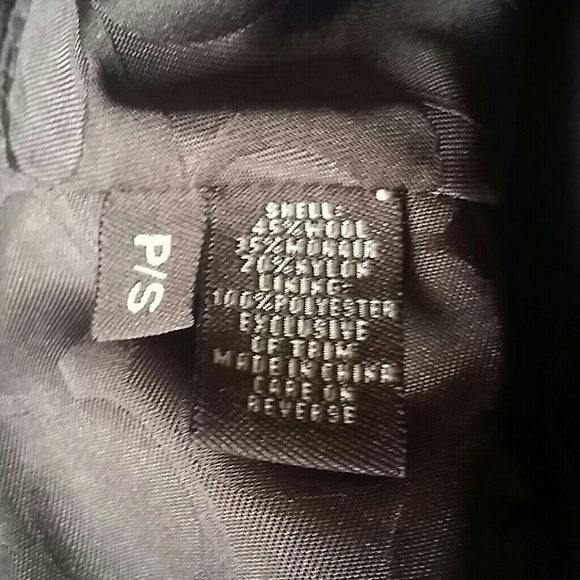 P/S
SHELL:
45% WOOL
35% MOHAIR
20% NYLON
LINING:
100% POLYESTER
EXCLUSIVE
OF TRIM
MADE IN CHINA
CARE ON
REVERSE